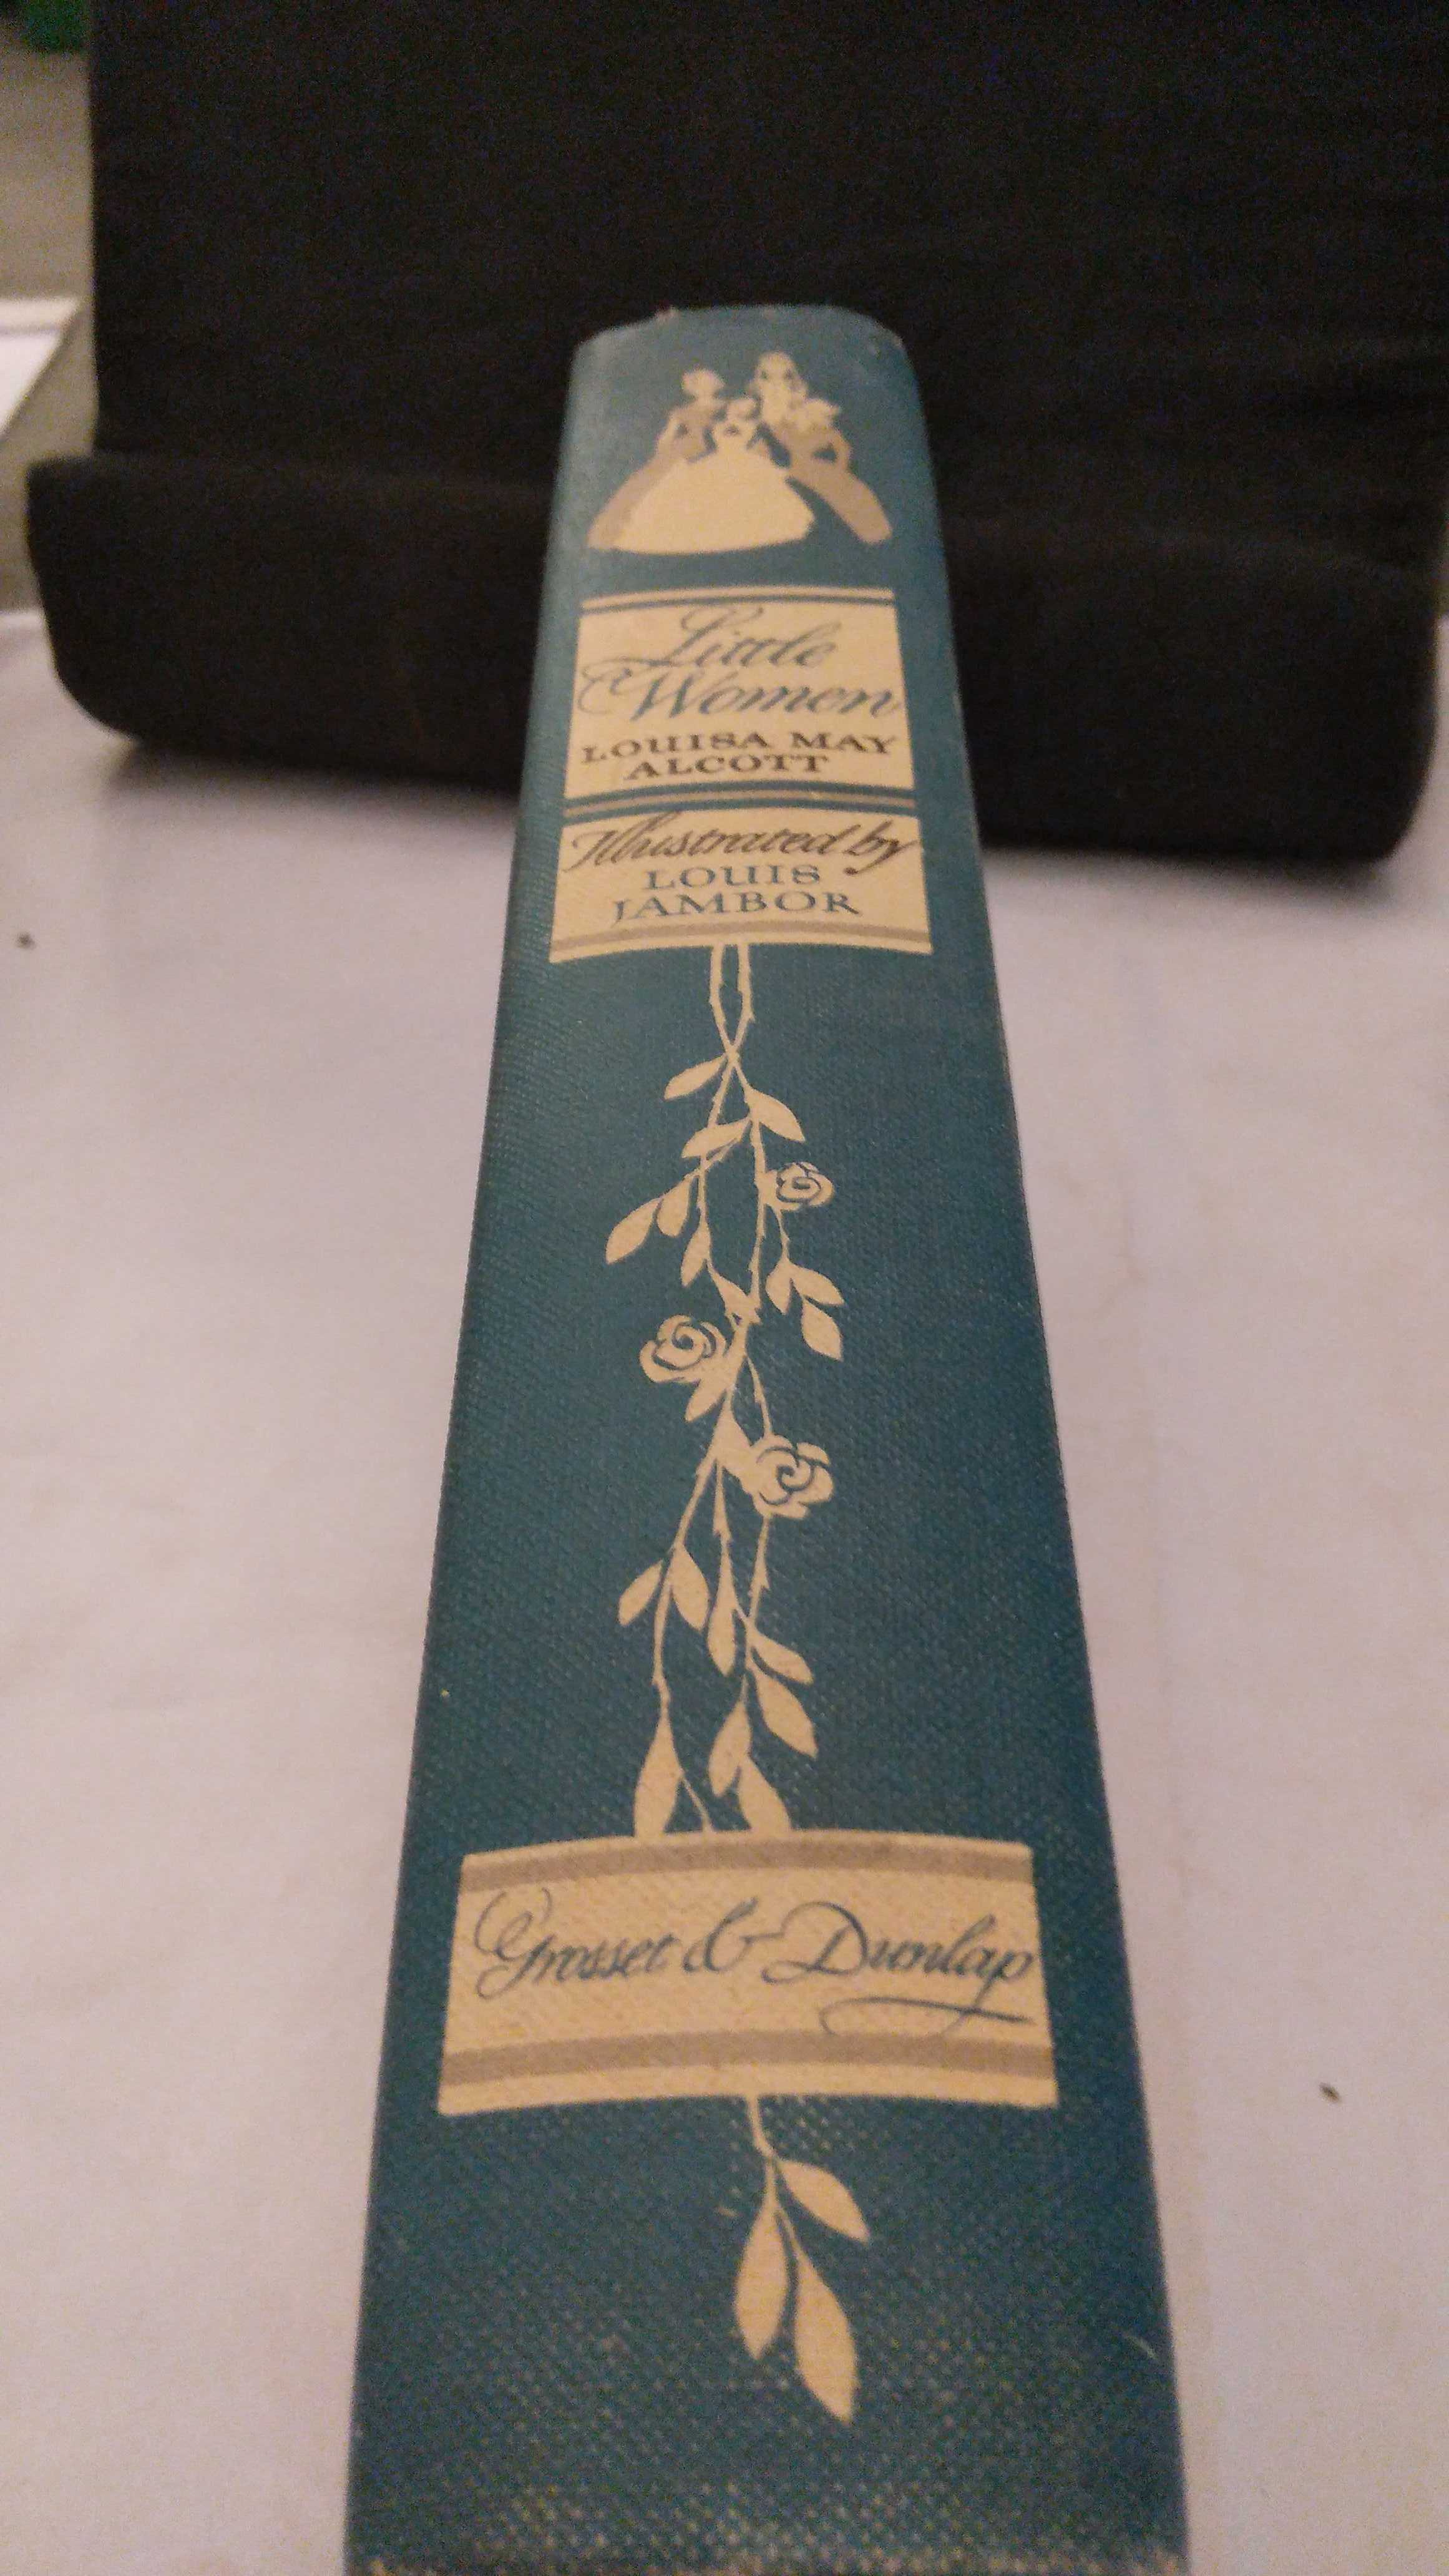 Little
Women
LOUISA MAY
ALCOTT
Illustrated by
LOUIS
JAMBOR
Grosset & Dunlap